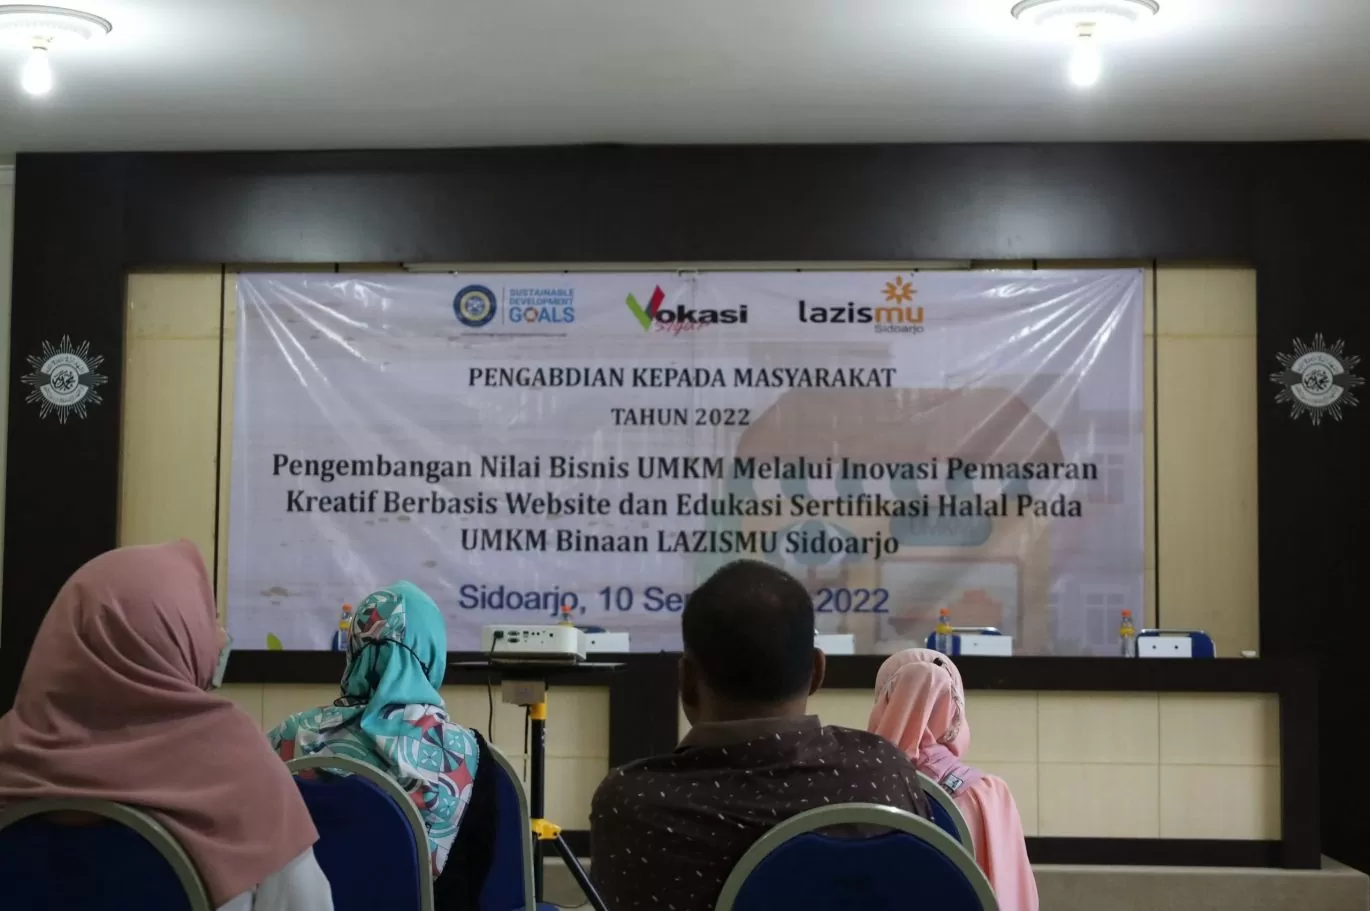 SUSTAINABLE
DEVELOPMENT
GOALS
Vokasi
lazismu
Sidoarjo
PENGABDIAN KEPADA MASYARAKAT
TAHUN 2022
Pengembangan Nilai Bisnis UMKM Melalui Inovasi Pemasaran
Kreatif Berbasis Website dan Edukasi Sertifikasi Halal Pada
UMKM Binaan LAZISMU Sidoarjo
Sidoarjo, 10 2022